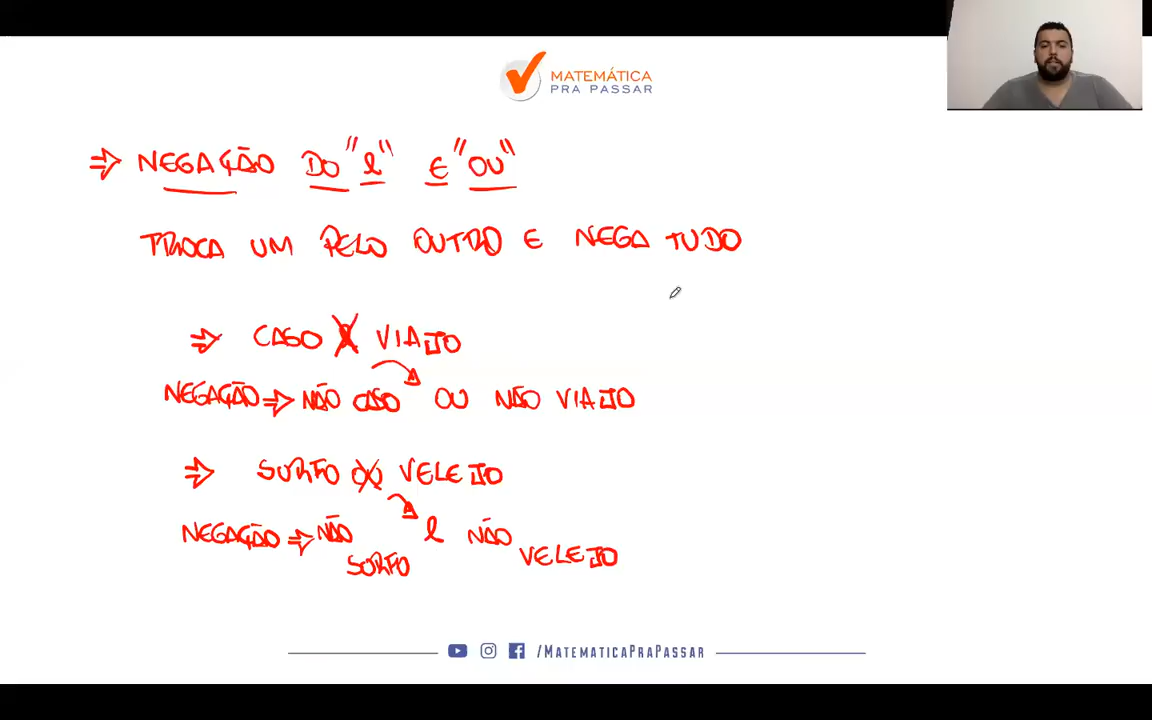 MATEMÁTICA
PRA PASSAR
⇒ NEGAÇÃO DO "e" E "OU"
TROCA UM PELO OUTRO E NEGA TUDO
⇒ CASO e VIAJO
NEGAÇÃO ⇒ NÃO CASO OU NÃO VIAJO
⇒ SURFO OU VELEJO
NEGAÇÃO ⇒ NÃO SURFO e NÃO VELEJO
/MATEMATICAPRAPASSAR